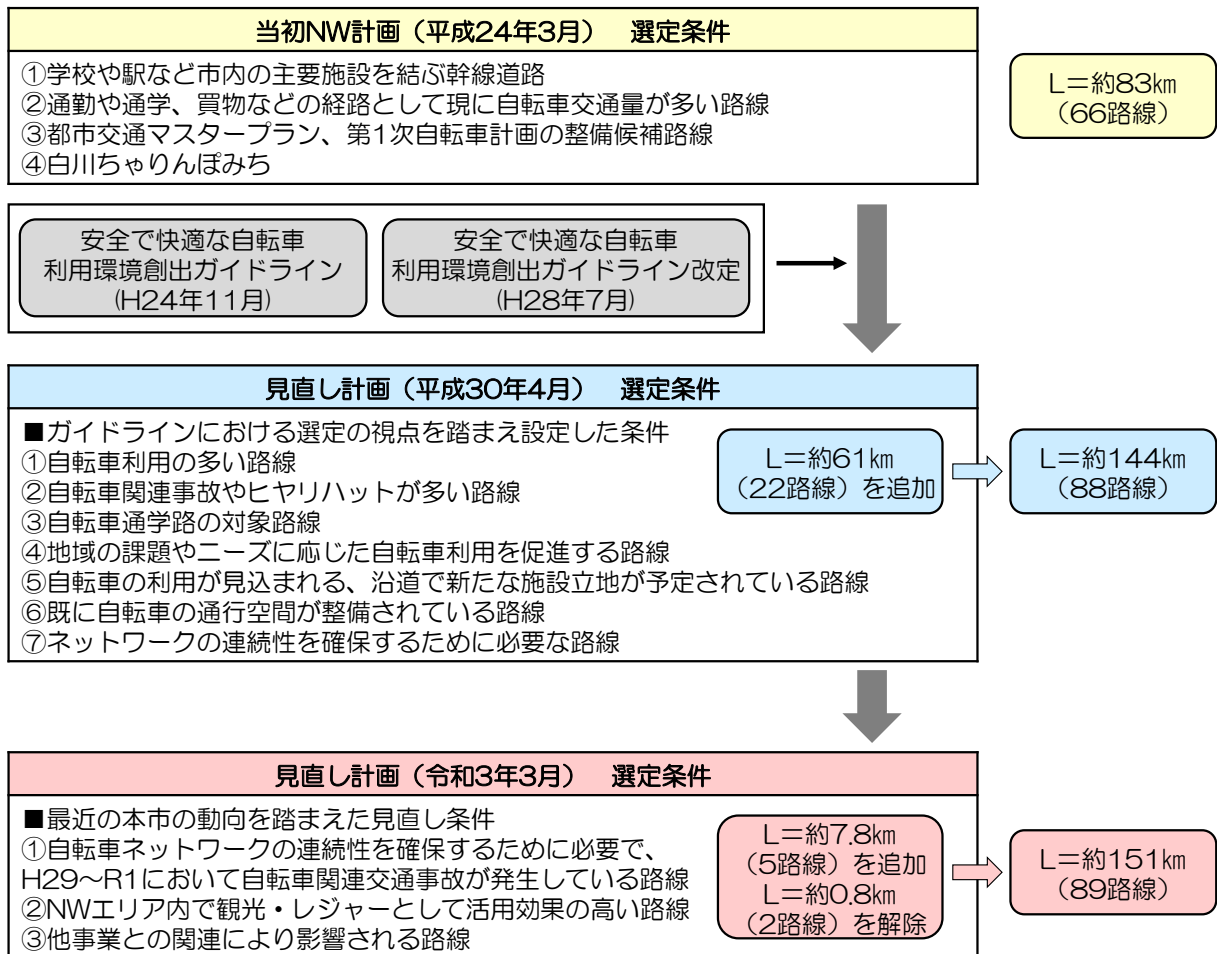 当初NW計画（平成24年3月）　選定条件
①学校や駅など市内の主要施設を結ぶ幹線道路
②通勤や通学、買物などの経路として現に自転車交通量が多い路線
③都市交通マスタープラン、第1次自転車計画の整備候補路線
④白川ちゃりんぽみち
L＝約83㎞
（66路線）
安全で快適な自転車
利用環境創出ガイドライン
(H24年11月)
安全で快適な自転車
利用環境創出ガイドライン改定
(H28年7月)
見直し計画（平成30年4月）　選定条件
■ガイドラインにおける選定の視点を踏まえ設定した条件
①自転車利用の多い路線
②自転車関連事故やヒヤリハットが多い路線
③自転車通学路の対象路線
④地域の課題やニーズに応じた自転車利用を促進する路線
⑤自転車の利用が見込まれる、沿道で新たな施設立地が予定されている路線
⑥既に自転車の通行空間が整備されている路線
⑦ネットワークの連続性を確保するために必要な路線
L＝約61㎞
（22路線）を追加
L＝約144㎞
（88路線）
見直し計画（令和3年3月）　選定条件
■最近の本市の動向を踏まえた見直し条件
①自転車ネットワークの連続性を確保するために必要で、
H29～R1において自転車関連交通事故が発生している路線
②NWエリア内で観光・レジャーとして活用効果の高い路線
③他事業との関連により影響される路線
L＝約7.8㎞
（5路線）を追加
L＝約0.8㎞
（2路線）を解除
L＝約151㎞
（89路線）